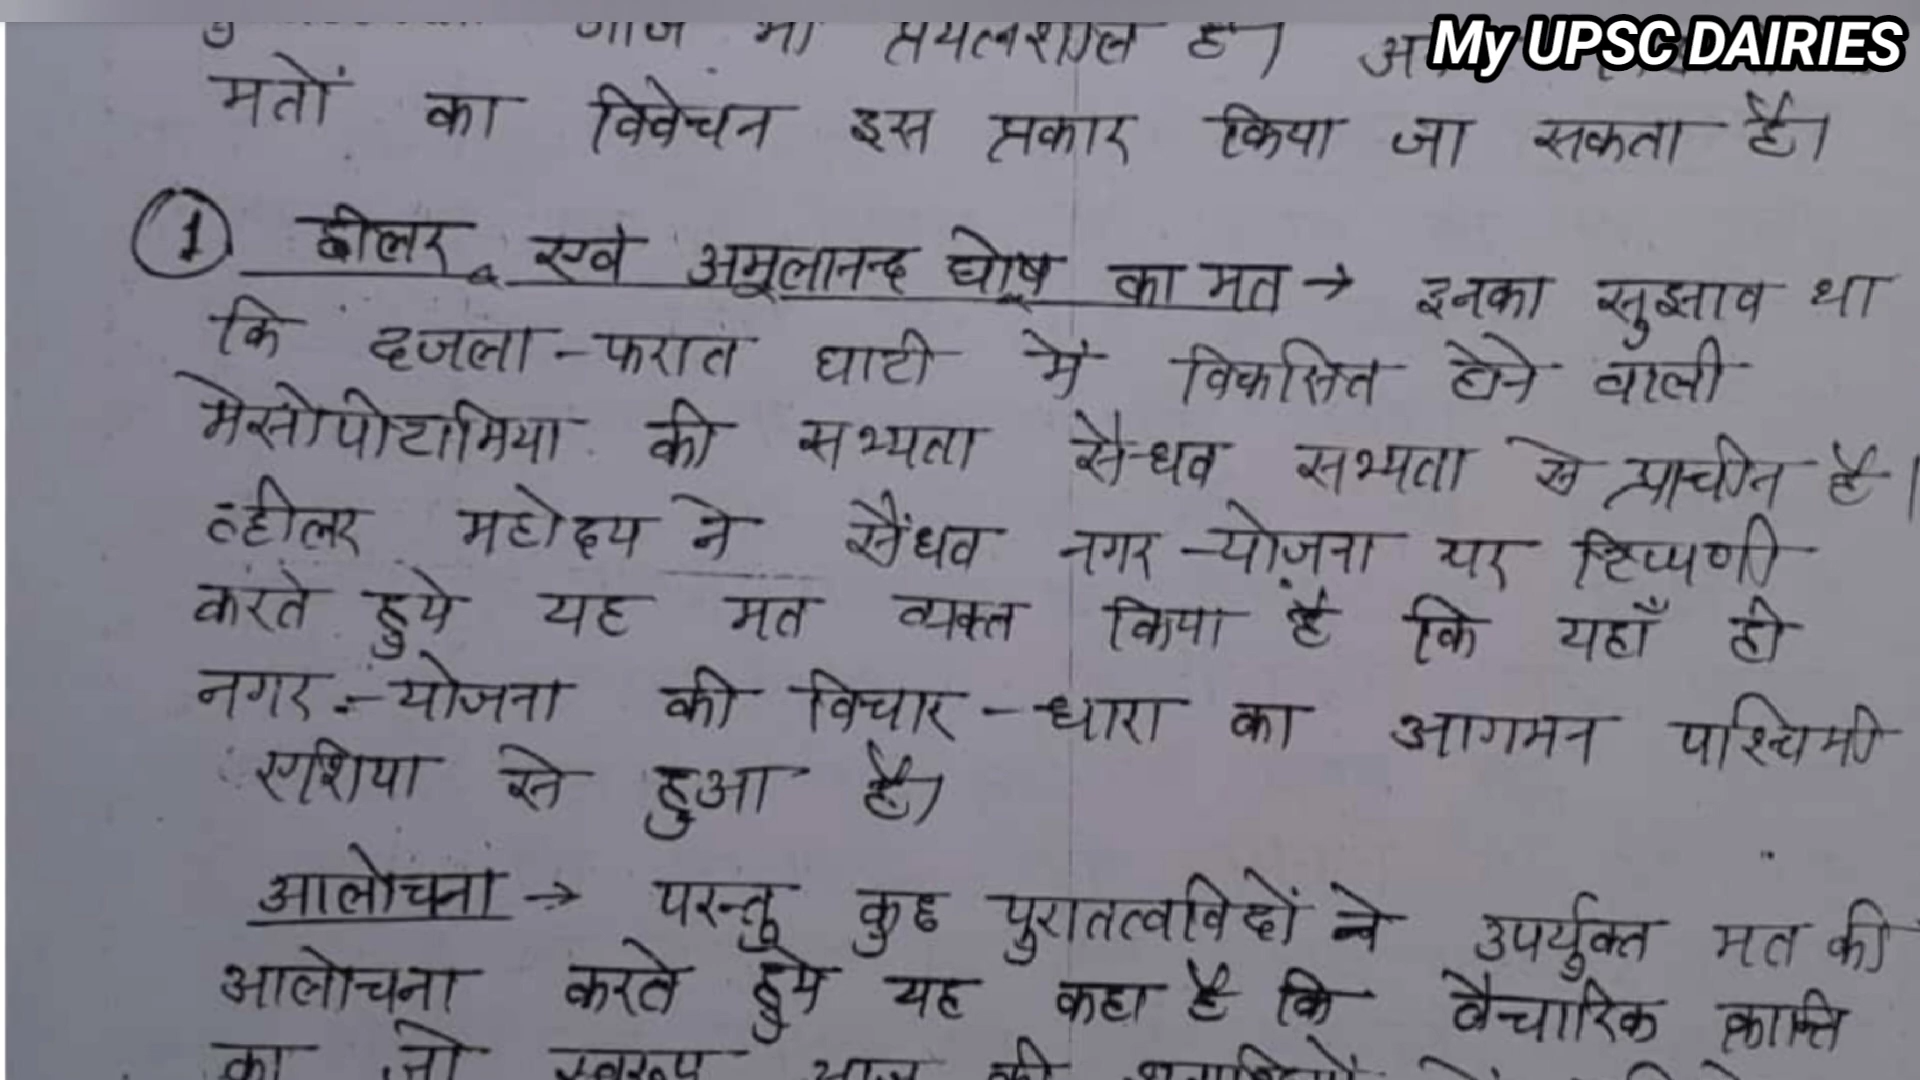 My UPSC DAIRIES
मतों का विवेचन इस प्रकार किया जा सकता है।
① व्हीलर एवं अमूलानन्द घोष का मत → इनका सुझाव था
कि दजला - फरात घाटी में विकसित होने वाली
मेसोपोटामिया की सभ्यता सैन्धव सभ्यता से प्राचीन है।
व्हीलर महोदय ने सैंधव नगर - योजना पर टिप्पणी
करते हुये यह मत व्यक्त किया है कि यहाँ ही
नगर - योजना की विचार - धारा का आगमन पश्चिमी
एशिया से हुआ है।
आलोचना → परन्तु कुछ पुरातत्वविदों ने उपर्युक्त मत की
आलोचना करते हुये यह कहा है कि वैचारिक क्रान्ति
का जो स्वरूप आज की